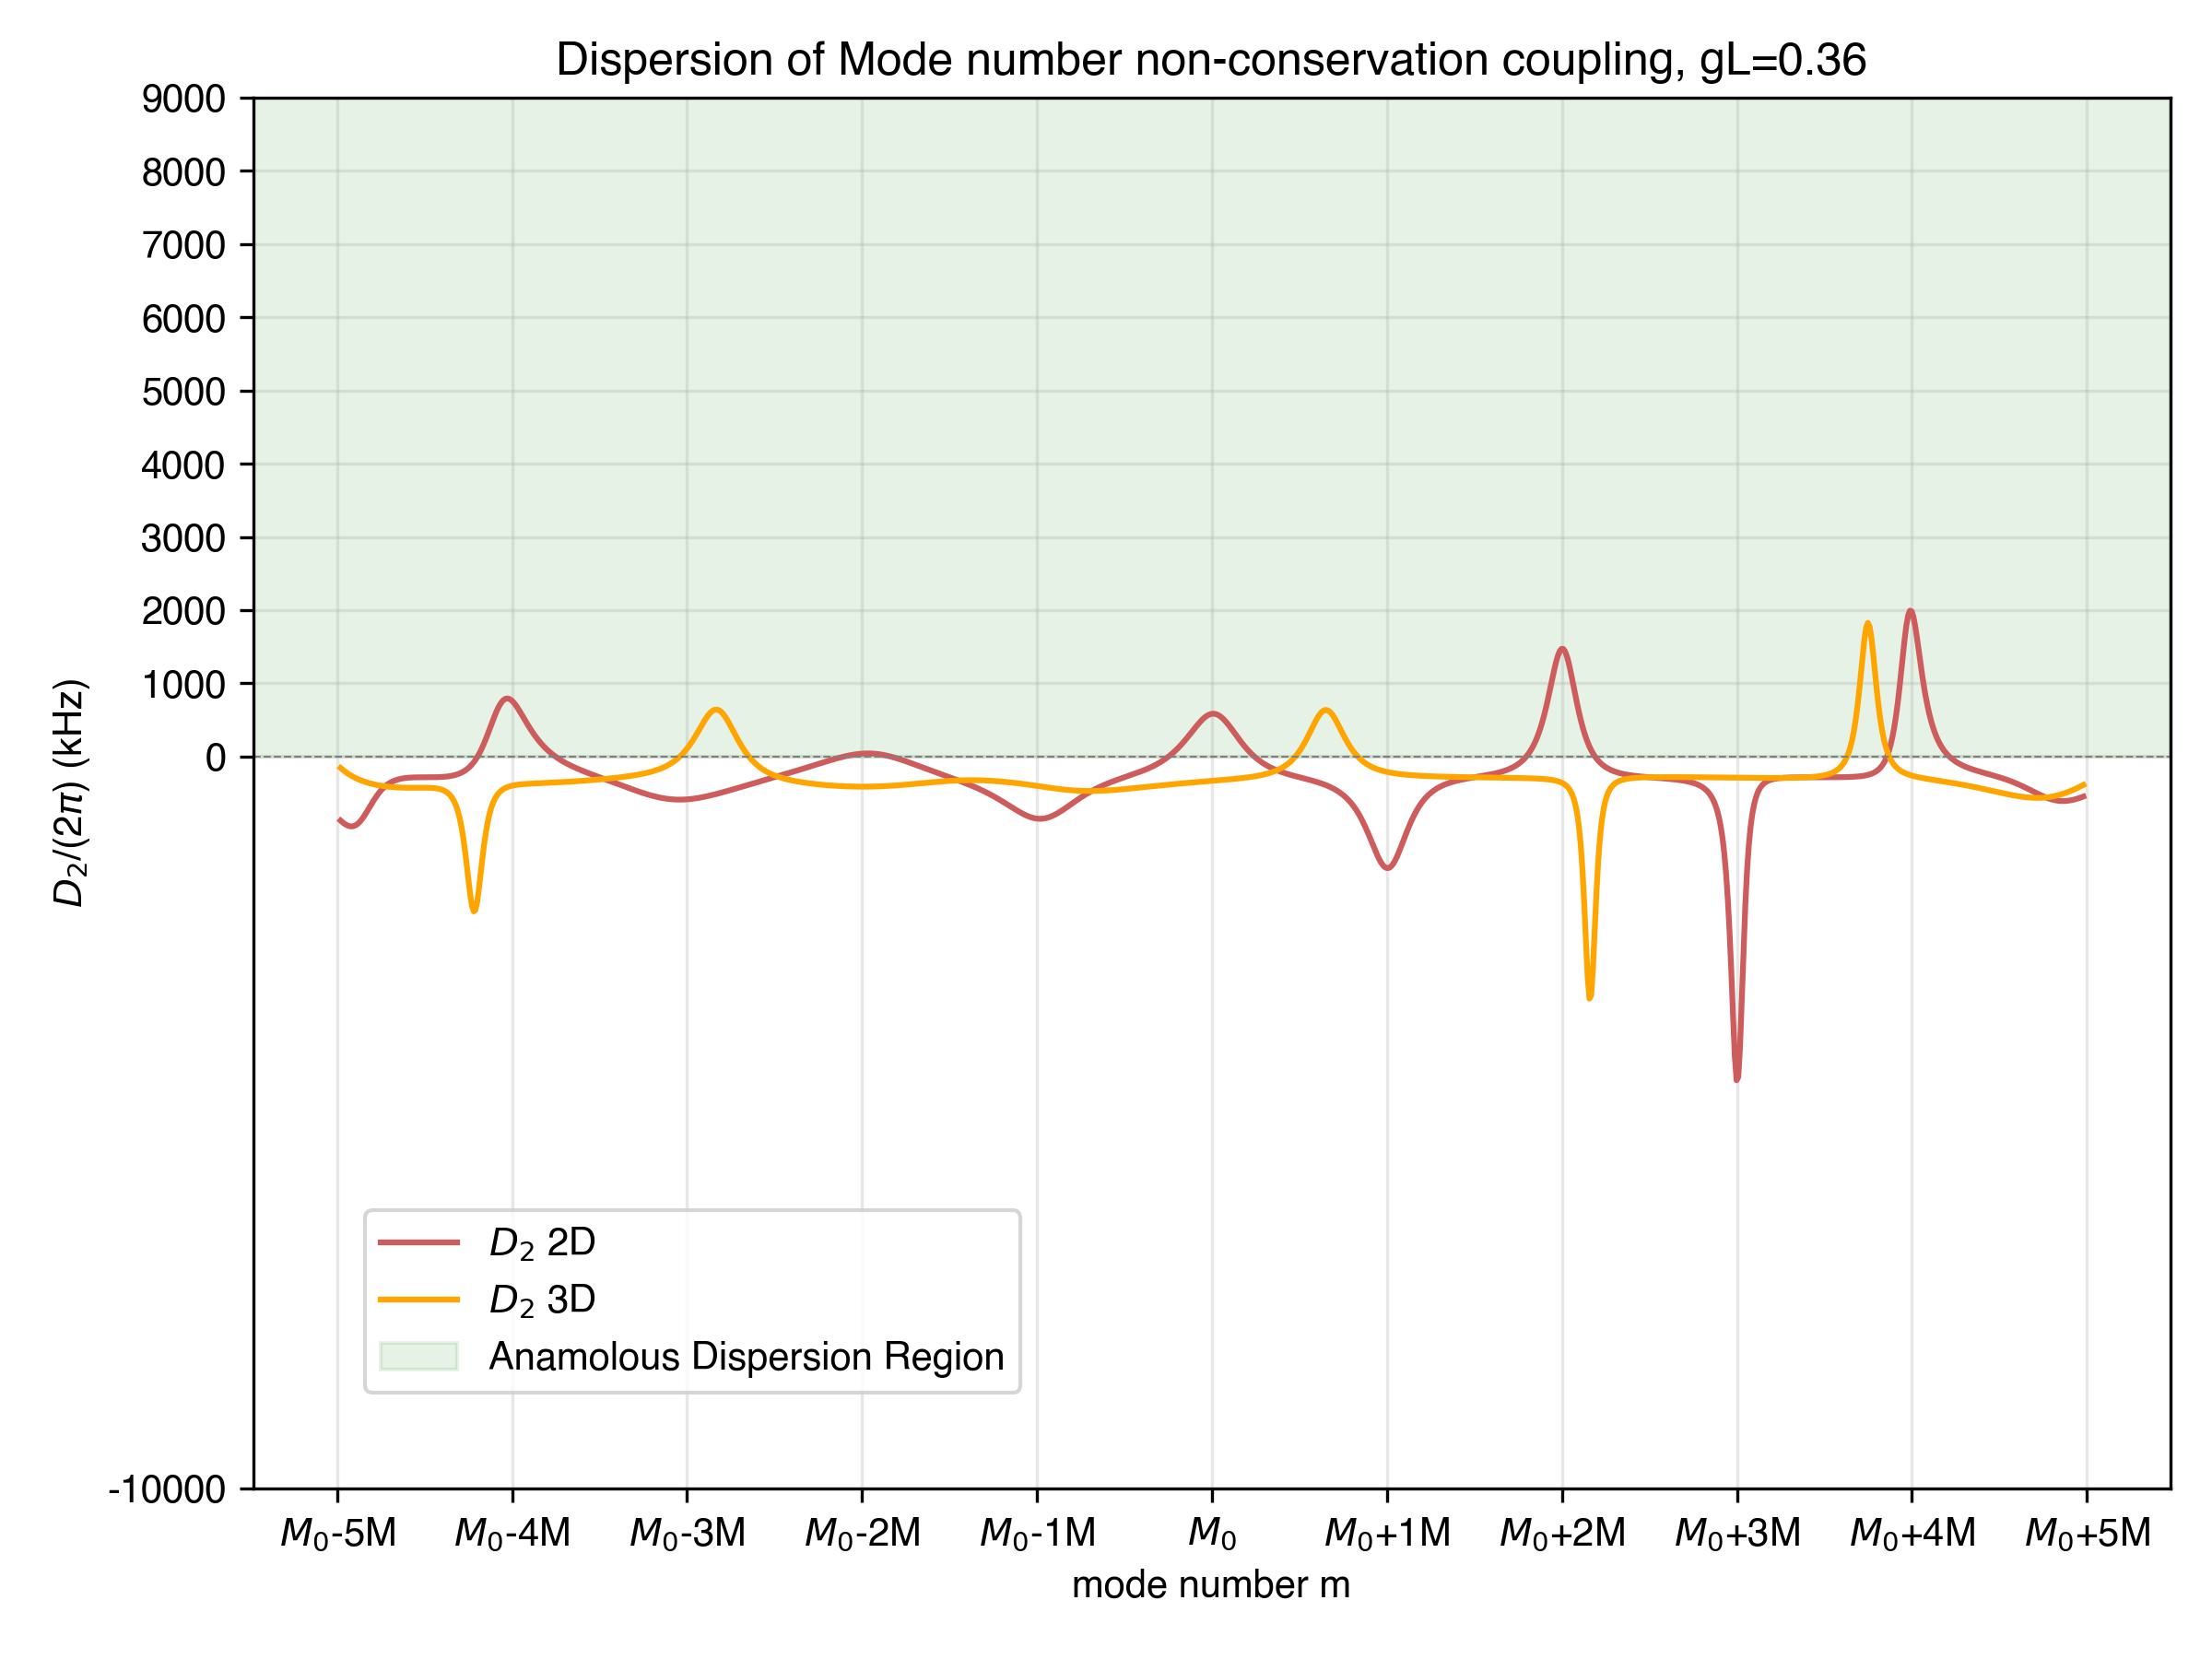 Dispersion of Mode number non-conservation coupling, gL=0.36
9000
8000
7000
6000
5000
4000
3000
2000
1000
0
-10000
D₂/(2π) (kHz)
D₂ 2D
D₂ 3D
Anamolous Dispersion Region
M₀-5M M₀-4M M₀-3M M₀-2M M₀-1M M₀ M₀+1M M₀+2M M₀+3M M₀+4M M₀+5M
mode number m